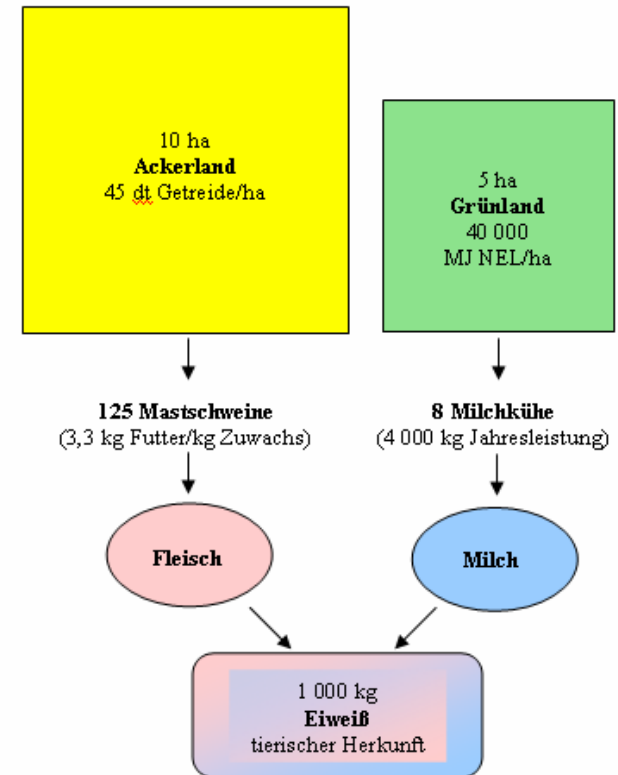 10 ha
Ackerland
45 dt Getreide/ha
5 ha
Grünland
40 000
MJ NEL/ha
125 Mastschweine
(3,3 kg Futter/kg Zuwachs)
8 Milchkühe
(4 000 kg Jahresleistung)
Fleisch
Milch
1 000 kg
Eiweiß
tierischer Herkunft